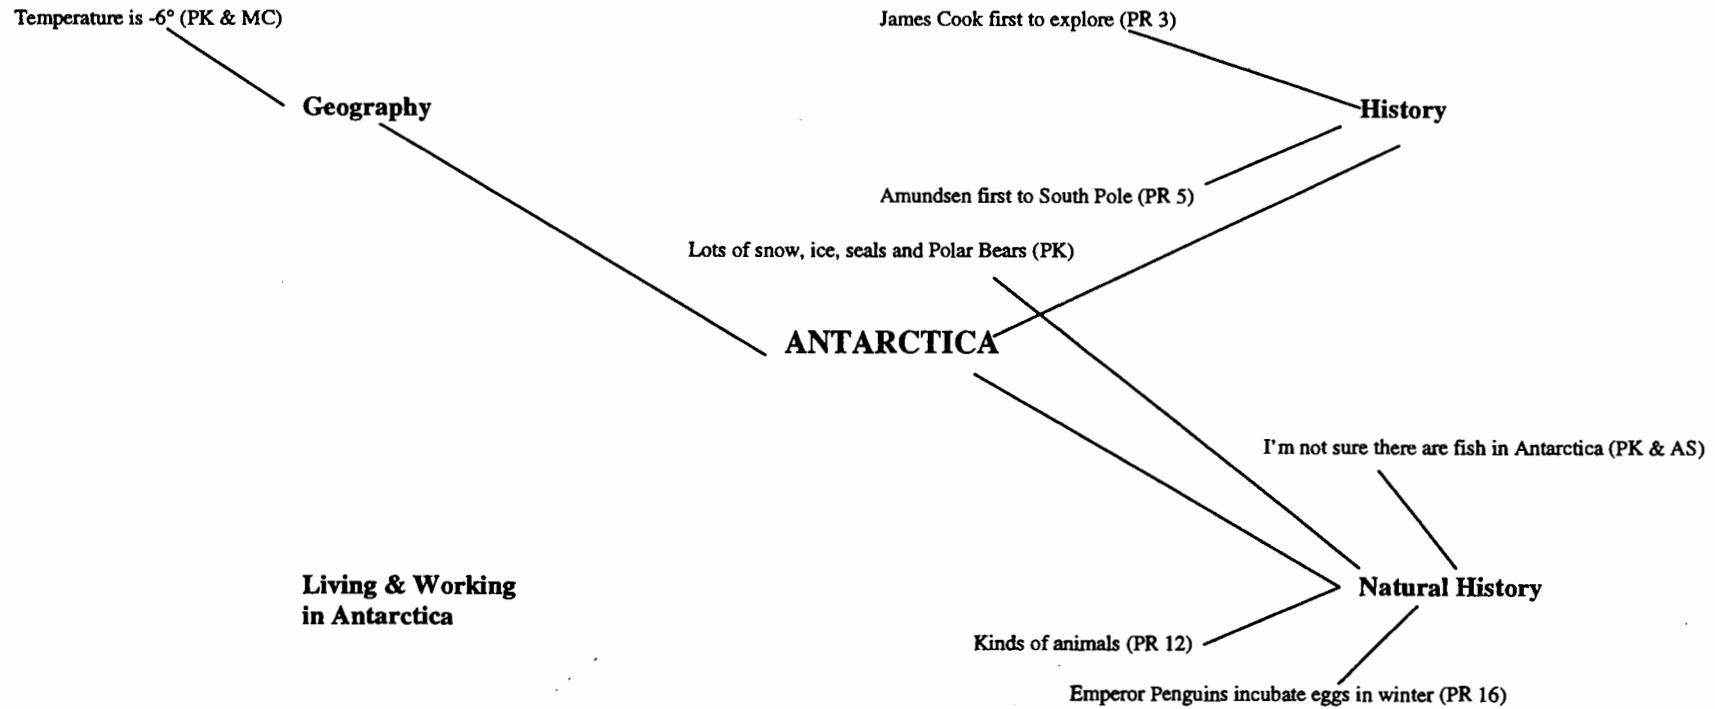 Temperature is -6° (PK & MC)
James Cook first to explore (PR 3)
Geography
History
Amundsen first to South Pole (PR 5)
Lots of snow, ice, seals and Polar Bears (PK)
ANTARCTICA
I'm not sure there are fish in Antarctica (PK & AS)
Living & Working
in Antarctica
Natural History
Kinds of animals (PR 12)
Emperor Penguins incubate eggs in winter (PR 16)